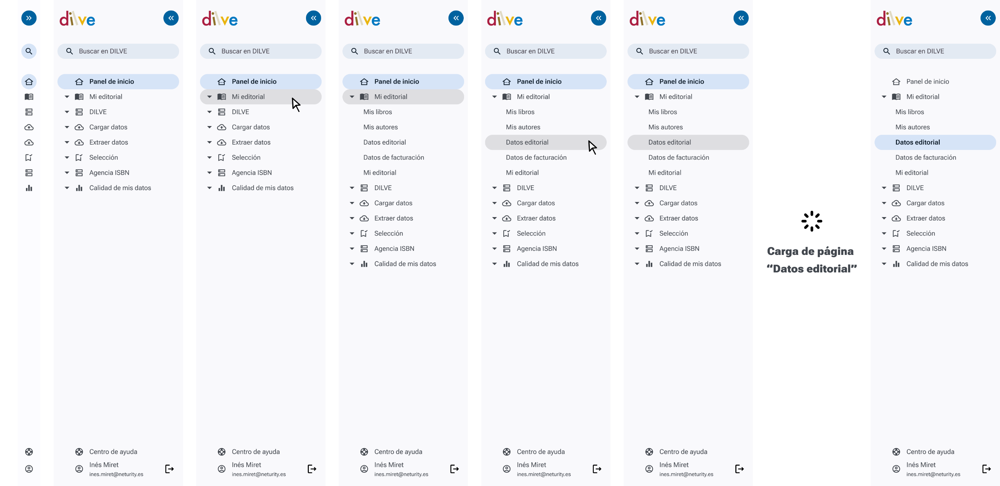 dilve
Buscar en DILVE
Panel de inicio
Mi editorial
DILVE
Cargar datos
Extraer datos
Selección
Agencia ISBN
Calidad de mis datos
Centro de ayuda
Inés Miret
ines.miret@neturity.es
dilve
Buscar en DILVE
Panel de inicio
Mi editorial
DILVE
Cargar datos
Extraer datos
Selección
Agencia ISBN
Calidad de mis datos
Centro de ayuda
Inés Miret
ines.miret@neturity.es
dilve
Buscar en DILVE
Panel de inicio
Mi editorial
Mis libros
Mis autores
Datos editorial
Datos de facturación
Mi editorial
DILVE
Cargar datos
Extraer datos
Selección
Agencia ISBN
Calidad de mis datos
Centro de ayuda
Inés Miret
ines.miret@neturity.es
dilve
Buscar en DILVE
Panel de inicio
Mi editorial
Mis libros
Mis autores
Datos editorial
Datos de facturación
Mi editorial
DILVE
Cargar datos
Extraer datos
Selección
Agencia ISBN
Calidad de mis datos
Centro de ayuda
Inés Miret
ines.miret@neturity.es
dilve
Buscar en DILVE
Panel de inicio
Mi editorial
Mis libros
Mis autores
Datos editorial
Datos de facturación
Mi editorial
DILVE
Cargar datos
Extraer datos
Selección
Agencia ISBN
Calidad de mis datos
Centro de ayuda
Inés Miret
ines.miret@neturity.es
Carga de página
“Datos editorial”
dilve
Buscar en DILVE
Panel de inicio
Mi editorial
Mis libros
Mis autores
Datos editorial
Datos de facturación
Mi editorial
DILVE
Cargar datos
Extraer datos
Selección
Agencia ISBN
Calidad de mis datos
Centro de ayuda
Inés Miret
ines.miret@neturity.es